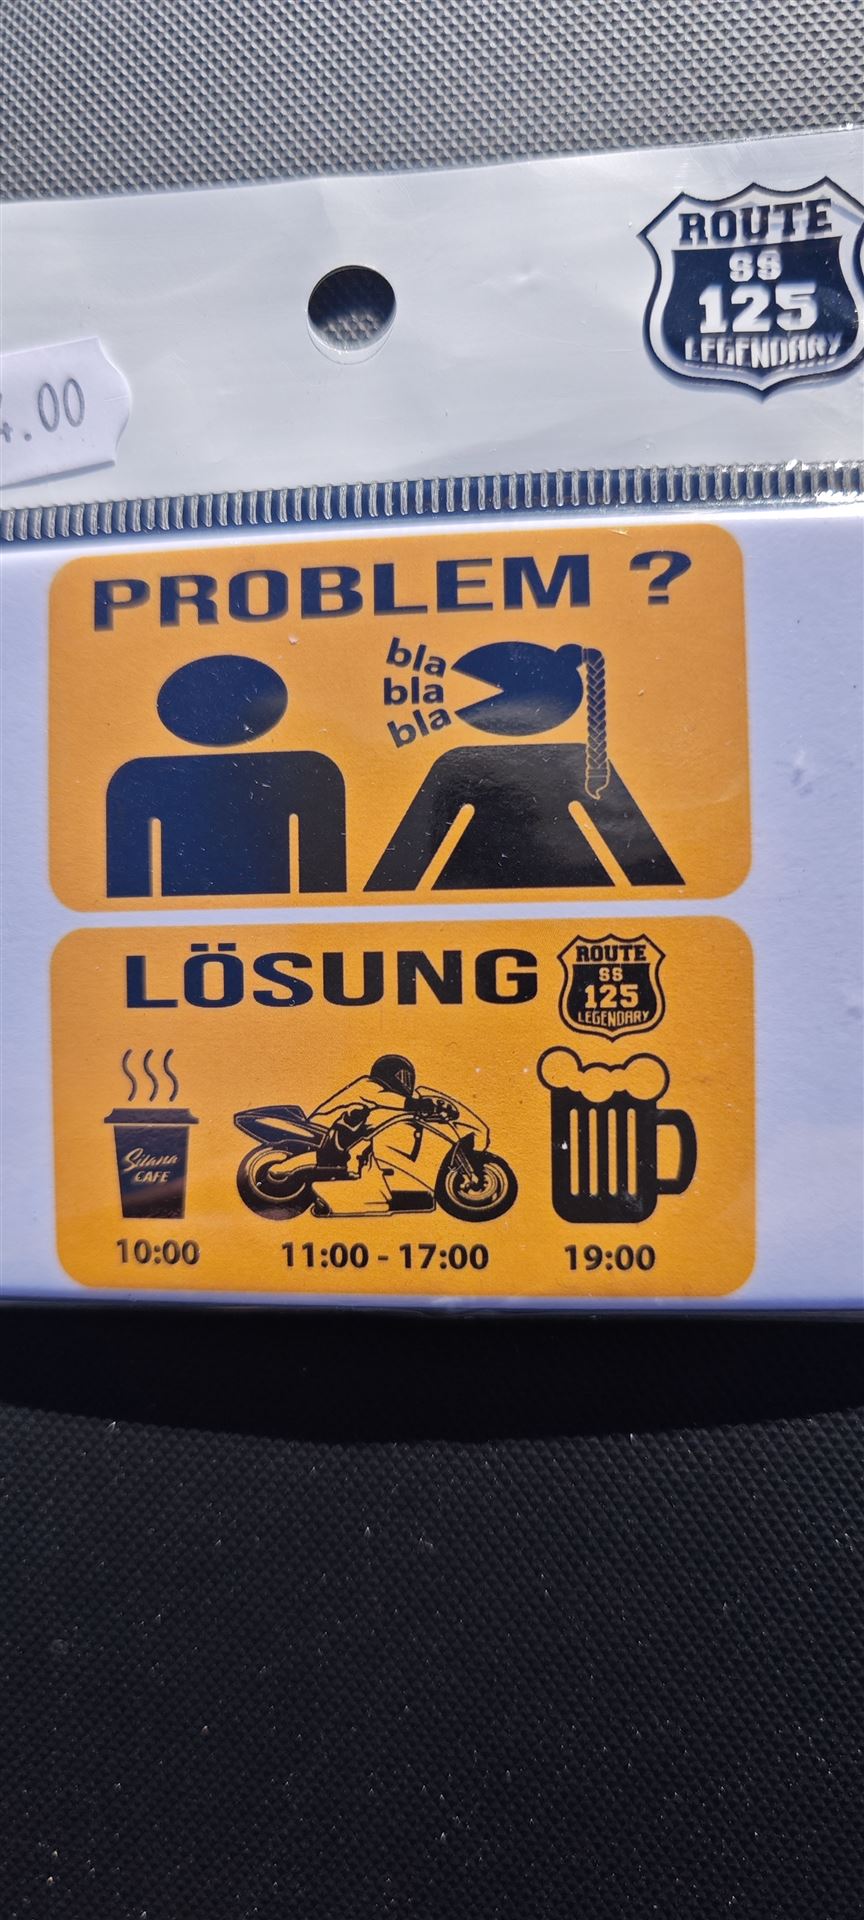 ROUTE
SS
125
LEGENDARY
.00
PROBLEM ?
bla
bla
bla
LÖSUNG
ROUTE
SS
125
LEGENDARY
Silana
CAFE
10:00
11:00 - 17:00
19:00